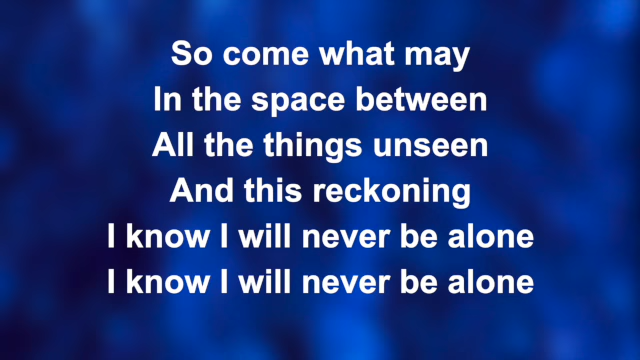 So come what may
In the space between
All the things unseen
And this reckoning
I know I will never be alone
I know I will never be alone